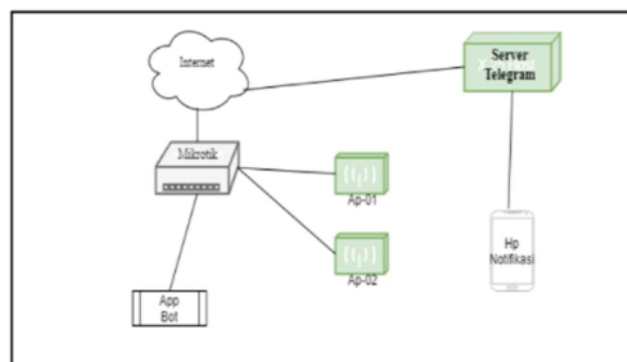 Internet
Server
Telegram
Mikrotik
Ap-01
Hp
Notifikasi
Ap-02
App
Bot